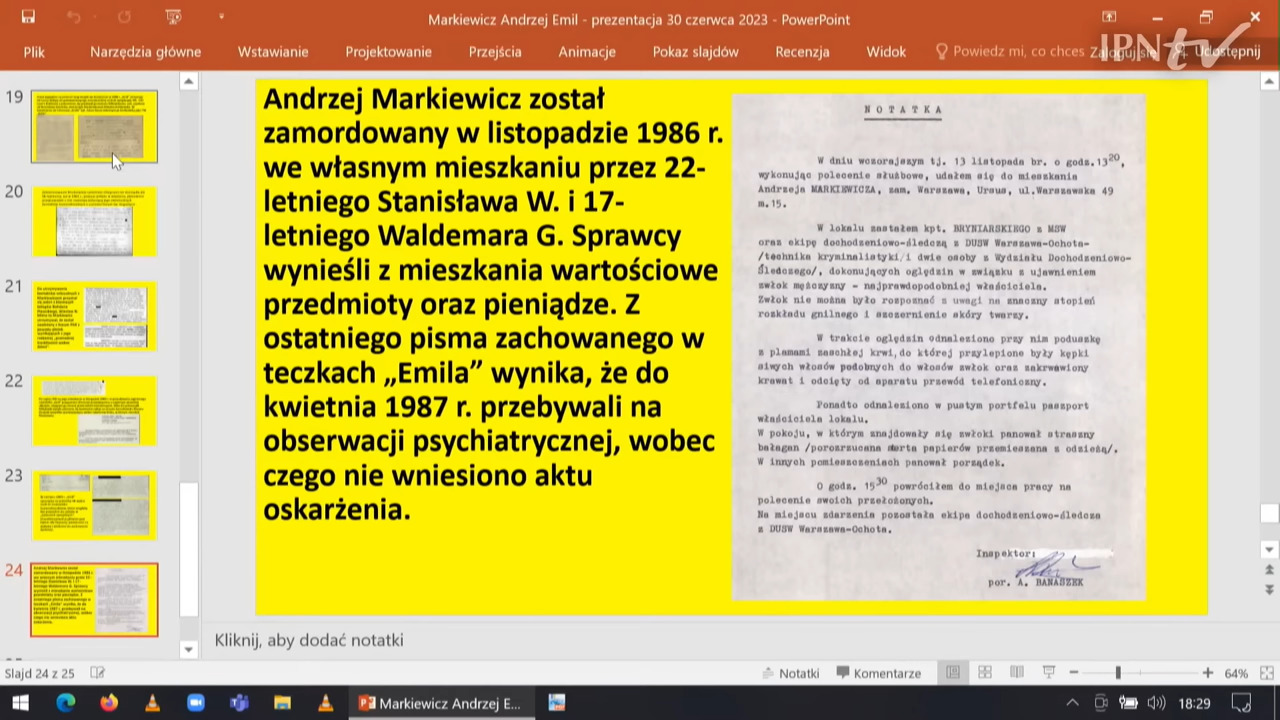 Markiewicz Andrzej Emil - prezentacja 30 czerwca 2023 - PowerPoint
IPNtv
Plik Narzędzia główne Wstawianie Projektowanie Przejścia Animacje Pokaz slajdów Recenzja Widok Powiedz mi, co chces Zaloguj się Udostępnij
19
20
21
22
23
24
Andrzej Markiewicz został
zamordowany w listopadzie 1986 r.
we własnym mieszkaniu przez 22-
letniego Stanisława W. i 17-
letniego Waldemara G. Sprawcy
wynieśli z mieszkania wartościowe
przedmioty oraz pieniądze. Z
ostatniego pisma zachowanego w
teczkach „Emila” wynika, że do
kwietnia 1987 r. przebywali na
obserwacji psychiatrycznej, wobec
czego nie wniesiono aktu
oskarżenia.
NOTATKA
W dniu wczorajszym tj. 13 listopada br. o godz.13²⁰,
wykonując polecenie służbowe, udałem się do mieszkania
Andrzeja MARKIEWICZA, zam. Warszawa, Ursus, ul.Warszawska 49
m.15.
W lokalu zastałem kpt. BRYNIARSKIEGO z MSW
oraz ekipę dochodzeniowo-śledczą z DUSW Warszawa-Ochota-
/technika kryminalistyki/i dwie osoby z Wydziału Dochodzeniowo-
Śledczego/, dokonujących oględzin w związku z ujawnieniem
zwłok mężczyzny - najprawdopodobniej właściciela.
Zwłok nie można było rozpoznać z uwagi na znaczny stopień
rozkładu gnilnego i szczernienie skóry twarzy.
W trakcie oględzin odnaleziono przy nim poduszkę
z plamami zaschłej krwi,do której przylepione były kępki
siwych włosów podobnych do włosów zwłok oraz zakrwawiony
krawat i odcięty od aparatu przewód telefoniczny.
Ponadto odnaleziono w pustym portfelu paszport
właściciela lokalu.
W pokoju, w którym znajdowały się zwłoki panował straszny
bałagan /porozrzucana sterta papierów przemieszana z odzieżą/.
W innych pomieszczeniach panował porządek.
O godz. 15³⁰ powróciłem do miejsca pracy na
polecenie swoich przełożonych.
Na miejscu zdarzenia pozostała ekipa dochodzeniowo-śledcza
z DUSW Warszawa-Ochota.
Inspektor:
por. A. BANASZEK
Kliknij, aby dodać notatki
Slajd 24 z 25 Notatki Komentarze 64%
Markiewicz Andrzej E... 18:29